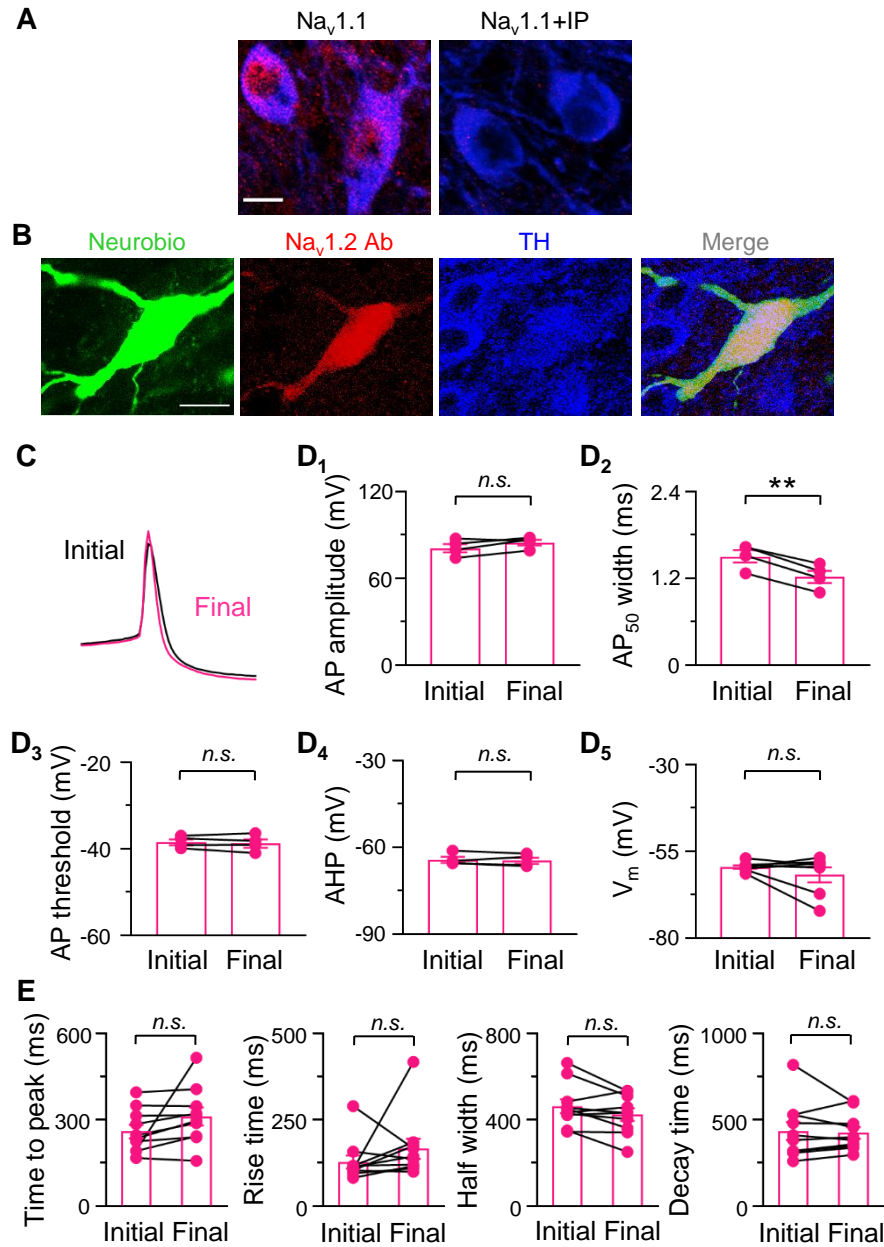 A
Nav1.1
Nav1.1+IP
B
Neurobio
Nav1.2 Ab
TH
Merge
C
Initial
Final
D1
AP amplitude (mV)
120
60
0
n.s.
Initial Final
D2
AP50 width (ms)
2.4
1.2
0
**
Initial Final
D3
AP threshold (mV)
-20
-40
-60
n.s.
Initial Final
D4
AHP (mV)
-30
-60
-90
n.s.
Initial Final
D5
Vm (mV)
-30
-55
-80
n.s.
Initial Final
E
Time to peak (ms)
600
300
0
n.s.
Initial Final
Rise time (ms)
500
250
0
n.s.
Initial Final
Half width (ms)
800
400
0
n.s.
Initial Final
Decay time (ms)
1000
500
0
n.s.
Initial Final